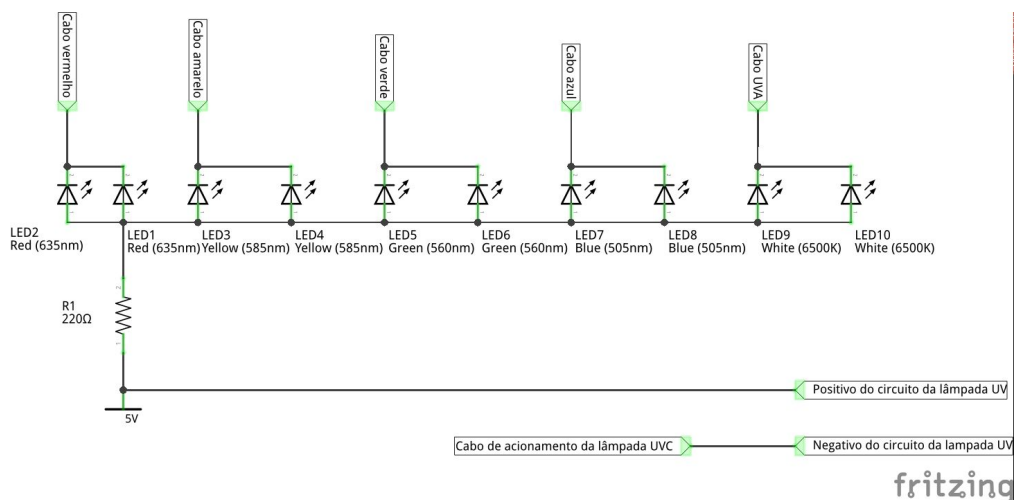 Cabo vermelho
Cabo amarelo
Cabo verde
Cabo azul
Cabo UVA
LED2
Red (635nm)
LED1
Red (635nm)
LED3
Yellow (585nm)
LED4
Yellow (585nm)
LED5
Green (560nm)
LED6
Green (560nm)
LED7
Blue (505nm)
LED8
Blue (505nm)
LED9
White (6500K)
LED10
White (6500K)
R1
220Ω
5V
Positivo do circuito da lâmpada UV
Cabo de acionamento da lâmpada UVC
Negativo do circuito da lampada UV
fritzing